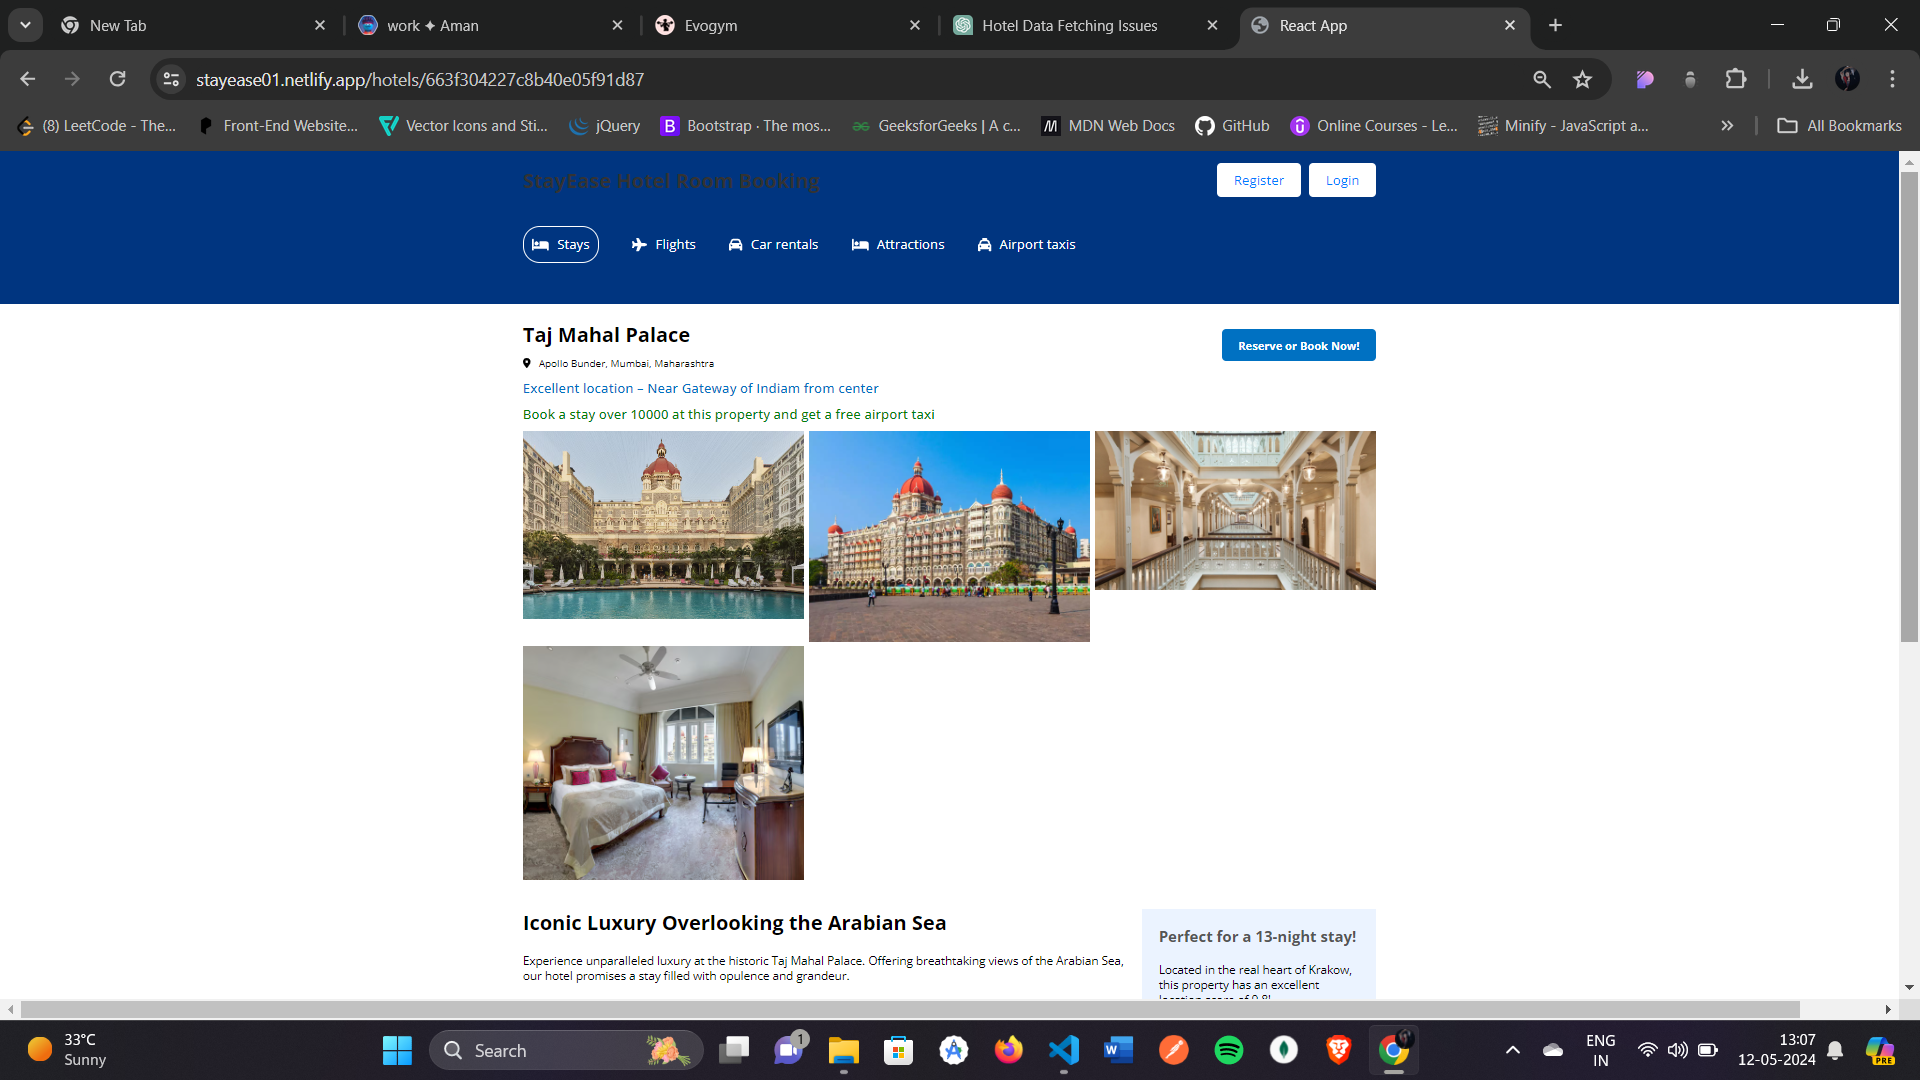 New Tab
work ✦ Aman
Evogym
Hotel Data Fetching Issues
React App
stayease01.netlify.app/hotels/663f304227c8b40e05f91d87
(8) LeetCode - The...
Front-End Website...
Vector Icons and Sti...
jQuery
Bootstrap · The mos...
GeeksforGeeks | A c...
MDN Web Docs
GitHub
Online Courses - Le...
Minify - JavaScript a...
All Bookmarks
StayEase Hotel Room Booking
Register
Login
Stays
Flights
Car rentals
Attractions
Airport taxis
Taj Mahal Palace
Reserve or Book Now!
Apollo Bunder, Mumbai, Maharashtra
Excellent location – Near Gateway of Indiam from center
Book a stay over 10000 at this property and get a free airport taxi
Iconic Luxury Overlooking the Arabian Sea
Experience unparalleled luxury at the historic Taj Mahal Palace. Offering breathtaking views of the Arabian Sea,
our hotel promises a stay filled with opulence and grandeur.
Perfect for a 13-night stay!
Located in the real heart of Krakow,
this property has an excellent
location score of 9.8!
33°C
Sunny
Search
1
ENG
IN
13:07
12-05-2024
PRE